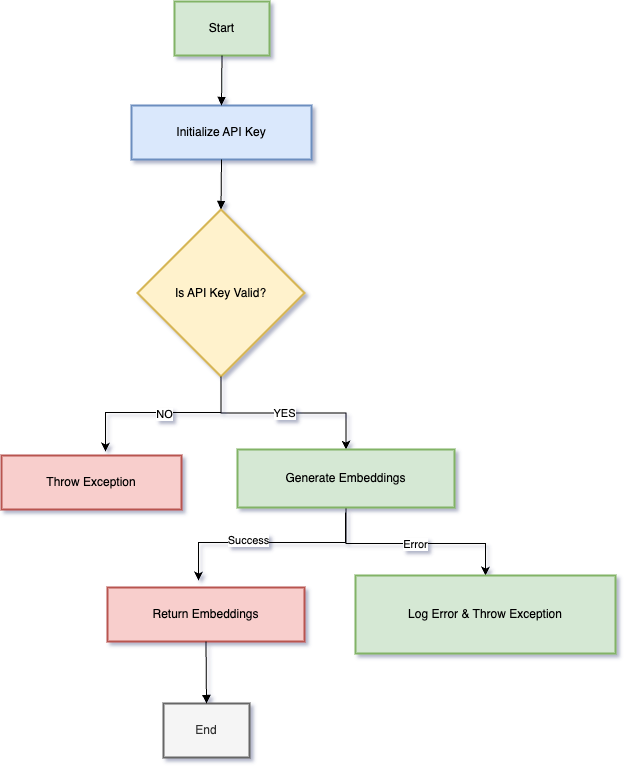 Start
Initialize API Key
Is API Key Valid?
NO
YES
Throw Exception
Generate Embeddings
Success
Error
Return Embeddings
Log Error & Throw Exception
End